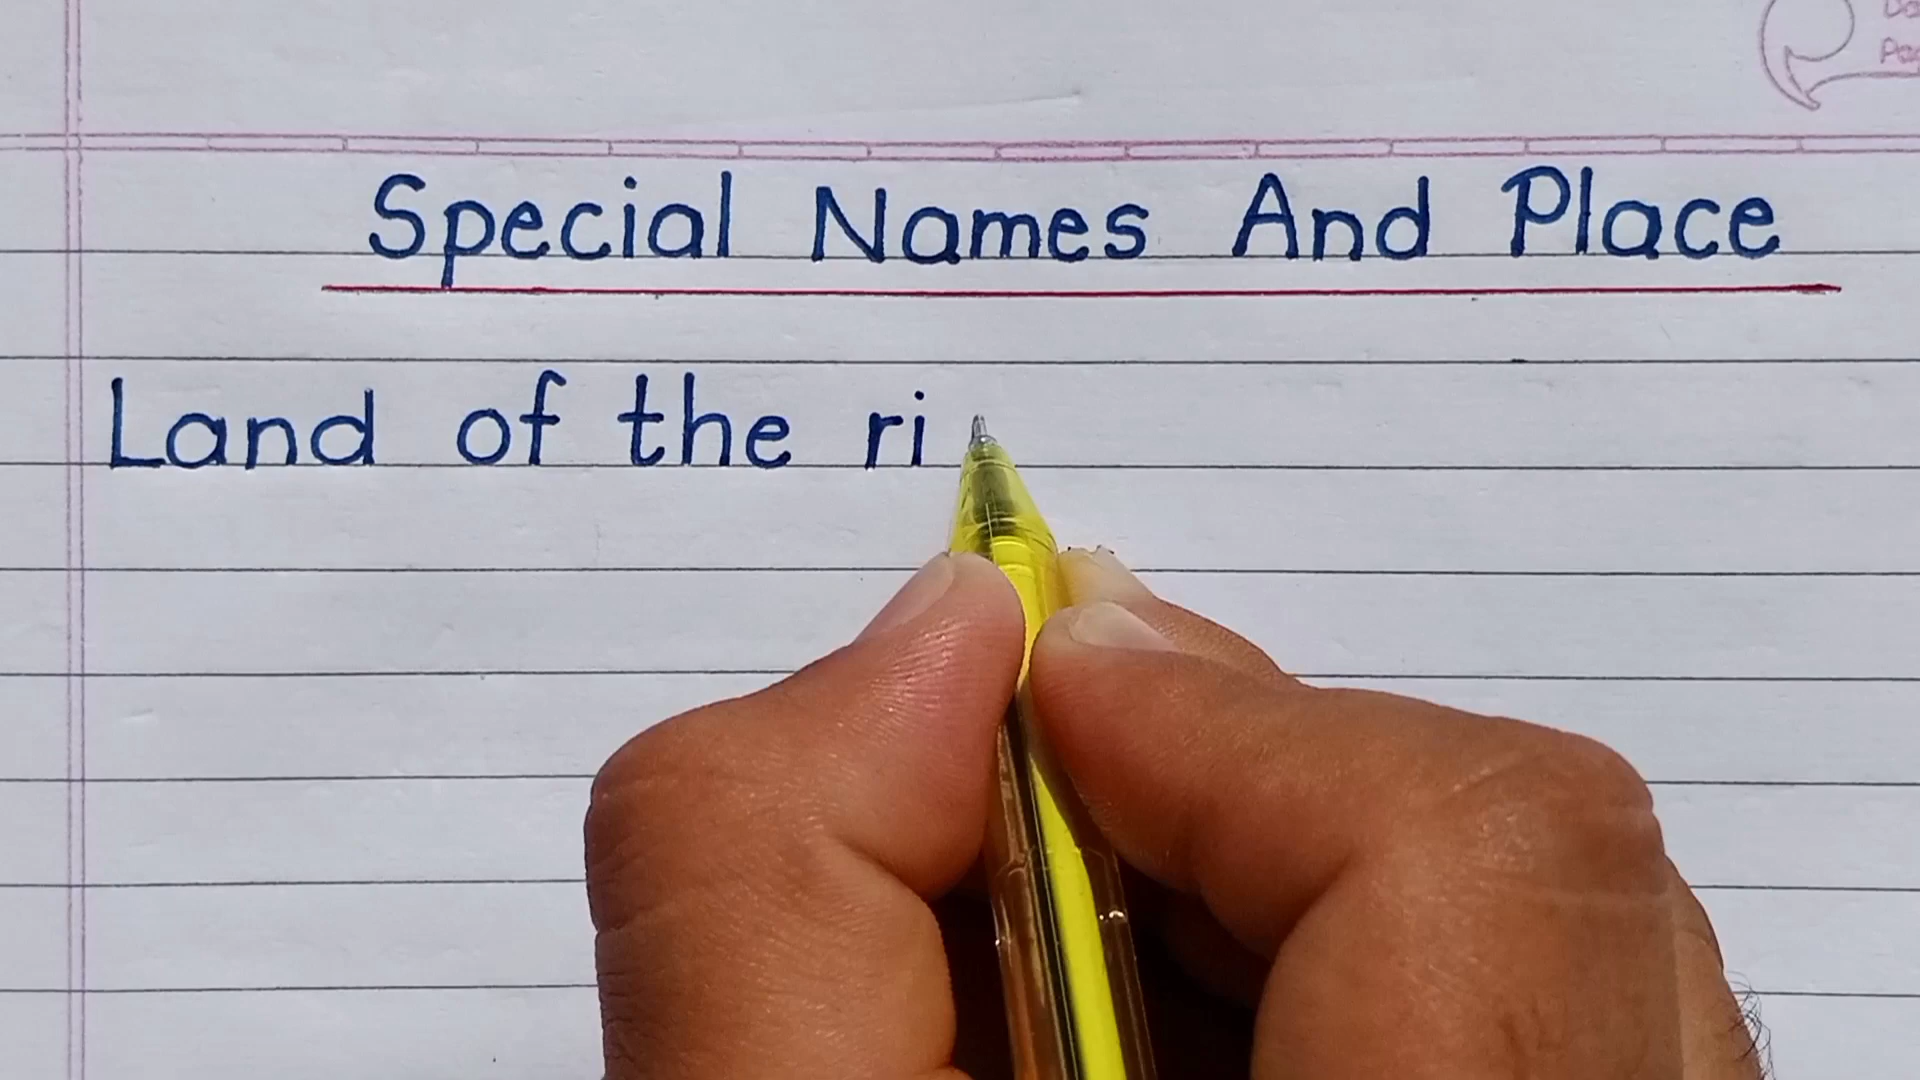 Special Names And Place
Land of the ri